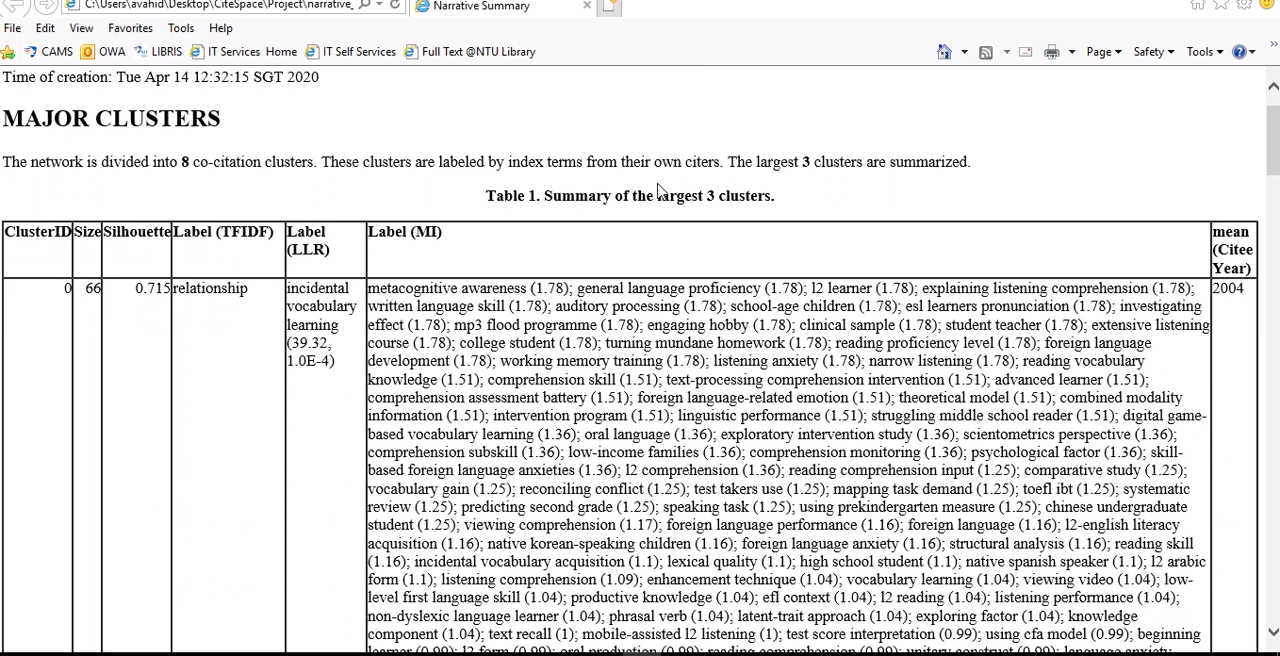 C:\Users\avahid\Desktop\CiteSpace\Project\narrative_
Narrative Summary
File Edit View Favorites Tools Help
CAMS OWA LIBRIS IT Services Home IT Self Services Full Text @NTU Library Page Safety Tools
Time of creation: Tue Apr 14 12:32:15 SGT 2020
MAJOR CLUSTERS
The network is divided into 8 co-citation clusters. These clusters are labeled by index terms from their own citers. The largest 3 clusters are summarized.
Table 1. Summary of the largest 3 clusters.
ClusterID Size Silhouette Label (TFIDF) Label (LLR) Label (MI) mean (Citee Year)
0 66 0.715 relationship
incidental
vocabulary
learning
(39.32,
1.0E-4)
metacognitive awareness (1.78); general language proficiency (1.78); l2 learner (1.78); explaining listening comprehension (1.78);
written language skill (1.78); auditory processing (1.78); school-age children (1.78); esl learners pronunciation (1.78); investigating
effect (1.78); mp3 flood programme (1.78); engaging hobby (1.78); clinical sample (1.78); student teacher (1.78); extensive listening
course (1.78); college student (1.78); turning mundane homework (1.78); reading proficiency level (1.78); foreign language
development (1.78); working memory training (1.78); listening anxiety (1.78); narrow listening (1.78); reading vocabulary
knowledge (1.51); comprehension skill (1.51); text-processing comprehension intervention (1.51); advanced learner (1.51);
comprehension assessment battery (1.51); foreign language-related emotion (1.51); theoretical model (1.51); combined modality
information (1.51); intervention program (1.51); linguistic performance (1.51); struggling middle school reader (1.51); digital game-
based vocabulary learning (1.36); oral language (1.36); exploratory intervention study (1.36); scientometrics perspective (1.36);
comprehension subskill (1.36); low-income families (1.36); comprehension monitoring (1.36); psychological factor (1.36); skill-
based foreign language anxieties (1.36); l2 comprehension (1.36); reading comprehension input (1.25); comparative study (1.25);
vocabulary gain (1.25); reconciling conflict (1.25); test takers use (1.25); mapping task demand (1.25); toefl ibt (1.25); systematic
review (1.25); predicting second grade (1.25); speaking task (1.25); using prekindergarten measure (1.25); chinese undergraduate
student (1.25); viewing comprehension (1.17); foreign language performance (1.16); foreign language (1.16); l2-english literacy
acquisition (1.16); native korean-speaking children (1.16); foreign language anxiety (1.16); structural analysis (1.16); reading skill
(1.16); incidental vocabulary acquisition (1.1); lexical quality (1.1); high school student (1.1); native spanish speaker (1.1); l2 arabic
form (1.1); listening comprehension (1.09); enhancement technique (1.04); vocabulary learning (1.04); viewing video (1.04); low-
level first language skill (1.04); productive knowledge (1.04); efl context (1.04); l2 reading (1.04); listening performance (1.04);
non-dyslexic language learner (1.04); phrasal verb (1.04); latent-trait approach (1.04); exploring factor (1.04); knowledge
component (1.04); text recall (1); mobile-assisted l2 listening (1); test score interpretation (0.99); using cfa model (0.99); beginning
learner (0.99); l2 form (0.99); oral production (0.99); reading comprehension (0.99); unitary construct (0.99); language anxiety
2004